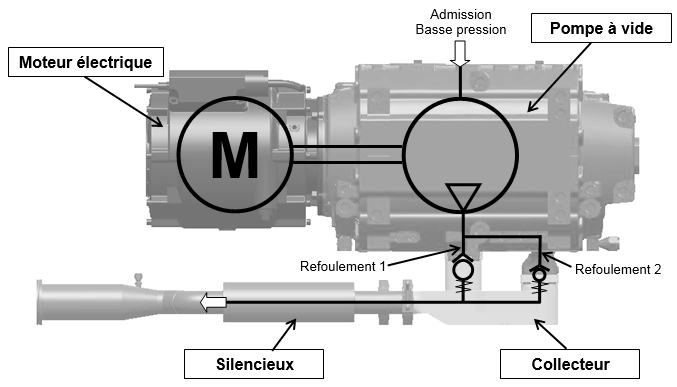 Admission
Basse pression
Pompe à vide
Moteur électrique
M
Refoulement 1
Refoulement 2
Silencieux
Collecteur